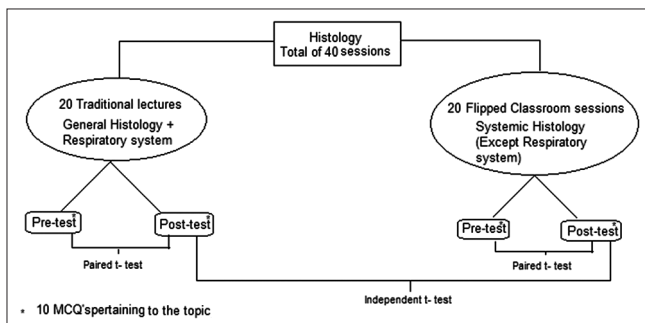 Histology
Total of 40 sessions
20 Traditional lectures
General Histology +
Respiratory system
20 Flipped Classroom sessions
Systemic Histology
(Except Respiratory
system)
Pre-test*
Post-test*
Pre-test*
Post-test*
Paired t- test
Paired t- test
Independent t- test
* 10 MCQ'spertaining to the topic